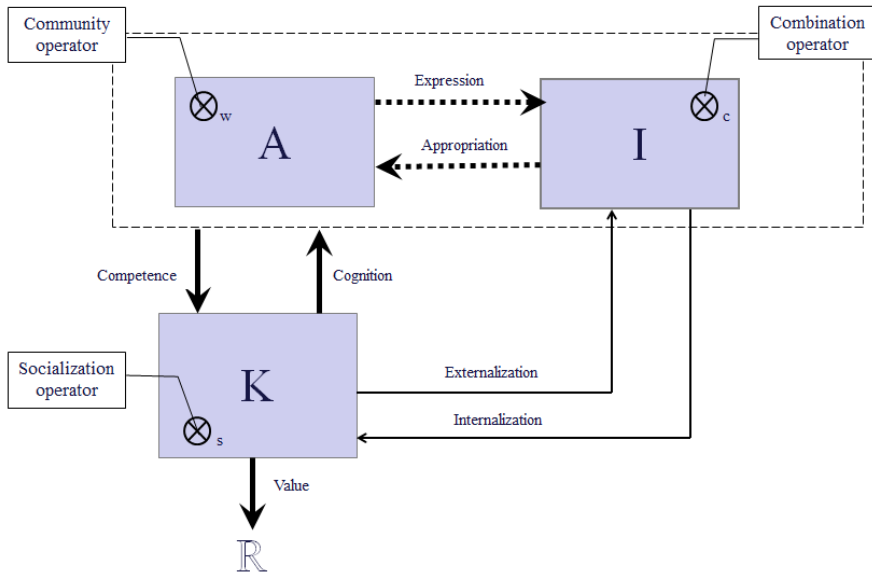 Community
operator
Combination
operator
Expression
w
c
A
I
Appropriation
Competence
Cognition
Socialization
operator
K
Externalization
s
Internalization
Value
ℝ